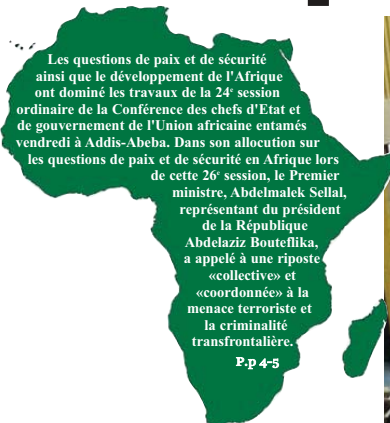 Les questions de paix et de sécurité
ainsi que le développement de l'Afrique
ont dominé les travaux de la 24e session
ordinaire de la Conférence des chefs d'Etat et
de gouvernement de l'Union africaine entamés
vendredi à Addis-Abeba. Dans son allocution sur
les questions de paix et de sécurité en Afrique lors
de cette 26e session, le Premier
ministre, Abdelmalek Sellal,
représentant du président
de la République
Abdelaziz Bouteflika,
a appelé à une riposte
«collective» et
«coordonnée» à la
menace terroriste et
la criminalité
transfrontalière.
P.p 4-5